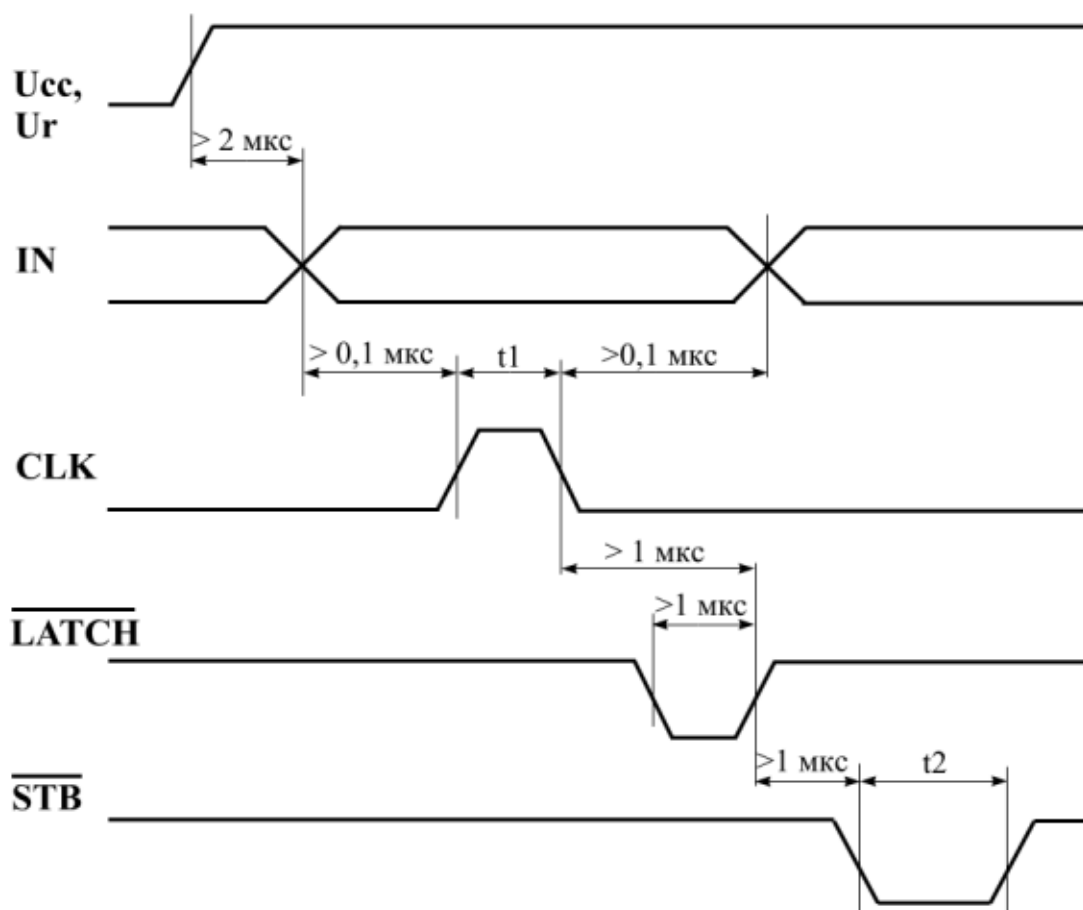 Ucc,
Ur
> 2 мкс
IN
> 0,1 мкс t1 >0,1 мкс
CLK
> 1 мкс
>1 мкс
LATCH
>1 мкс t2
STB